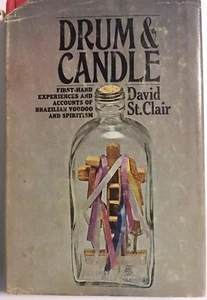 DRUM &
CANDLE
FIRST-HAND
EXPERIENCES AND
ACCOUNTS OF
BRAZILIAN VOODOO
AND SPIRITISM
David
St. Clair